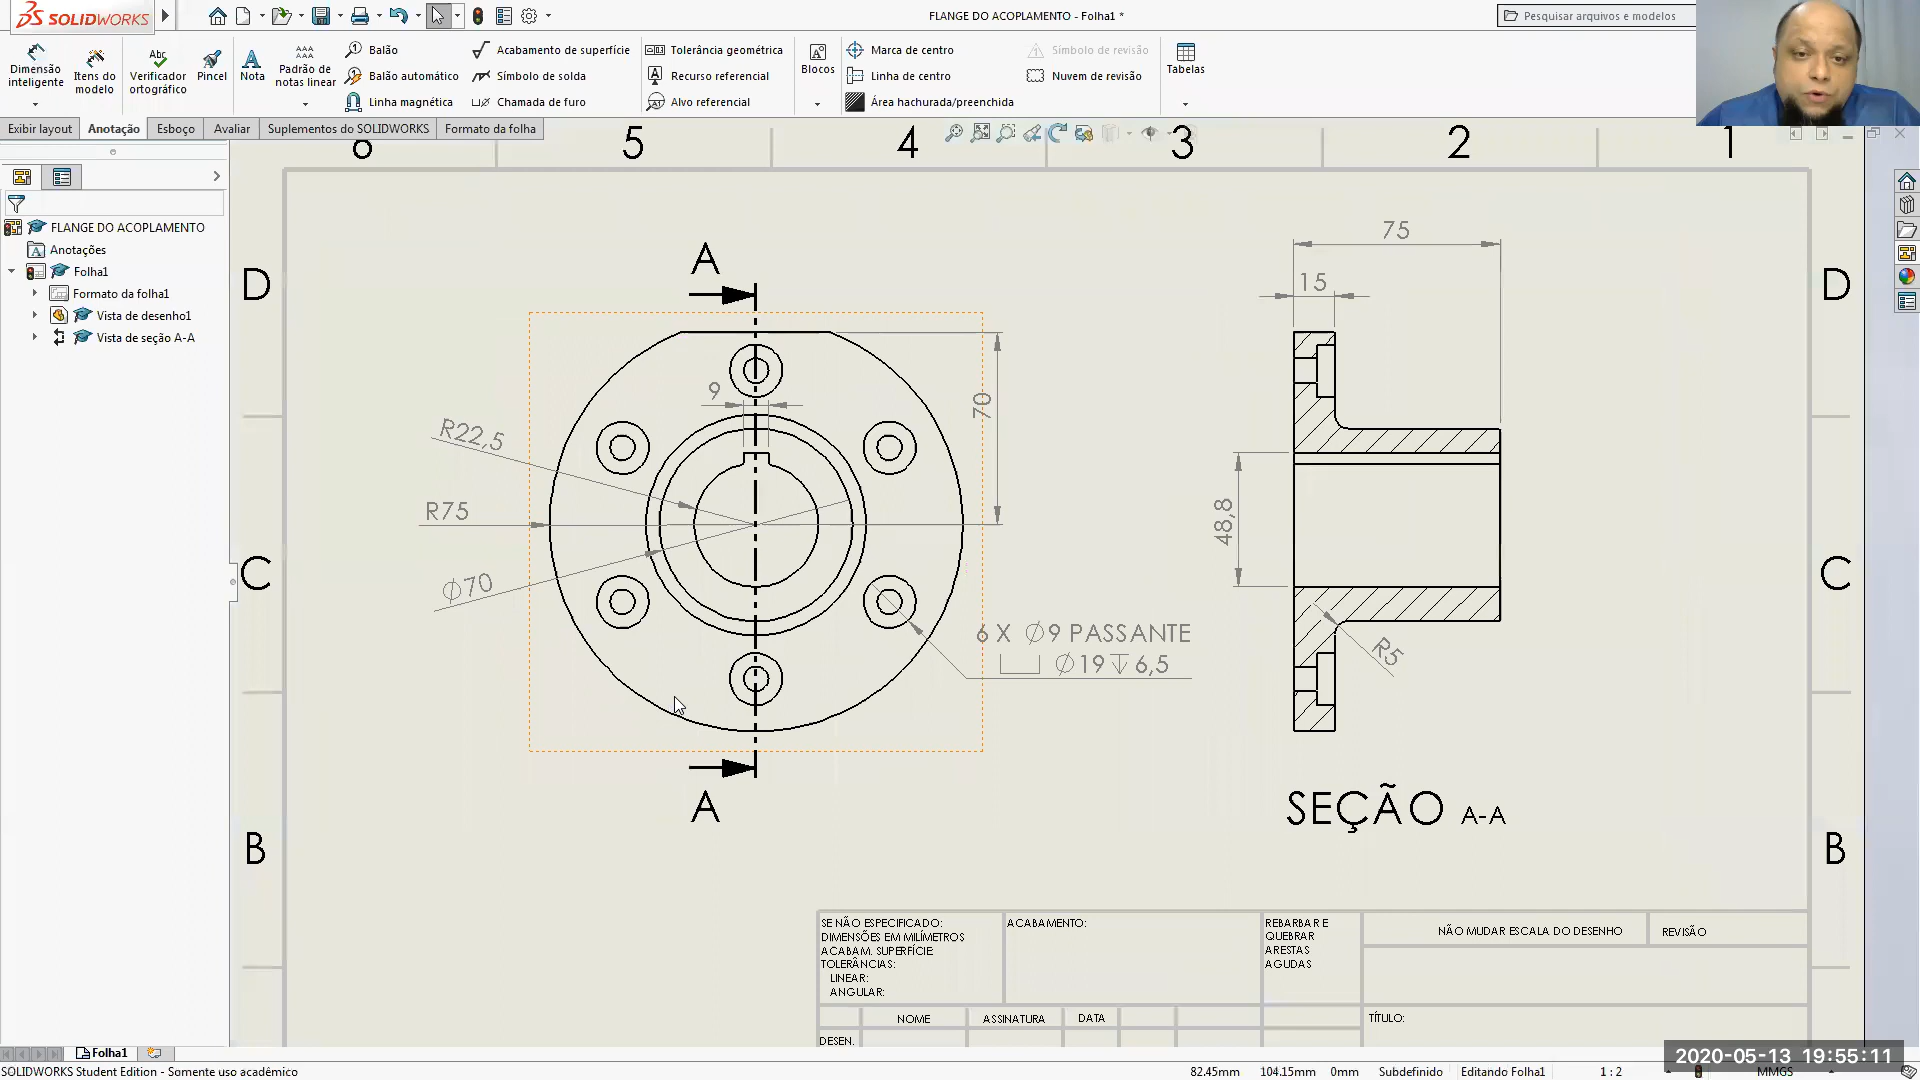 SOLIDWORKS
FLANGE DO ACOPLAMENTO - Folha1 *
Pesquisar arquivos e modelos
Dimensão inteligente
Itens do modelo
Abc
Verificador ortográfico
Pincel
Nota
Padrão de notas linear
Balão
Balão automático
Linha magnética
Acabamento de superfície
Símbolo de solda
Chamada de furo
Tolerância geométrica
Recurso referencial
Alvo referencial
Blocos
Marca de centro
Linha de centro
Área hachurada/preenchida
Símbolo de revisão
Nuvem de revisão
Tabelas
Exibir layout
Anotação
Esboço
Avaliar
Suplementos do SOLIDWORKS
Formato da folha
6 5 4 3 2 1
FLANGE DO ACOPLAMENTO
Anotações
Folha1
Formato da folha1
Vista de desenho1
Vista de seção A-A
D
C
B
D
C
B
A
9
R22,5
R75
∅70
70
6 X ∅9 PASSANTE
⌴ ∅19 ↧ 6,5
A
75
15
48,8
R5
SEÇÃO A-A
SE NÃO ESPECIFICADO:
DIMENSÕES EM MILÍMETROS
ACABAM. SUPERFÍCIE:
TOLERÂNCIAS:
LINEAR:
ANGULAR:
ACABAMENTO:
REBARBAR E
QUEBRAR
ARESTAS
AGUDAS
NÃO MUDAR ESCALA DO DESENHO
REVISÃO
NOME
ASSINATURA
DATA
TÍTULO:
DESEN.
Folha1
2020-05-13 19:55:11
SOLIDWORKS Student Edition - Somente uso acadêmico
82.45mm 104.15mm 0mm Subdefinido Editando Folha1 1 : 2 MMGS